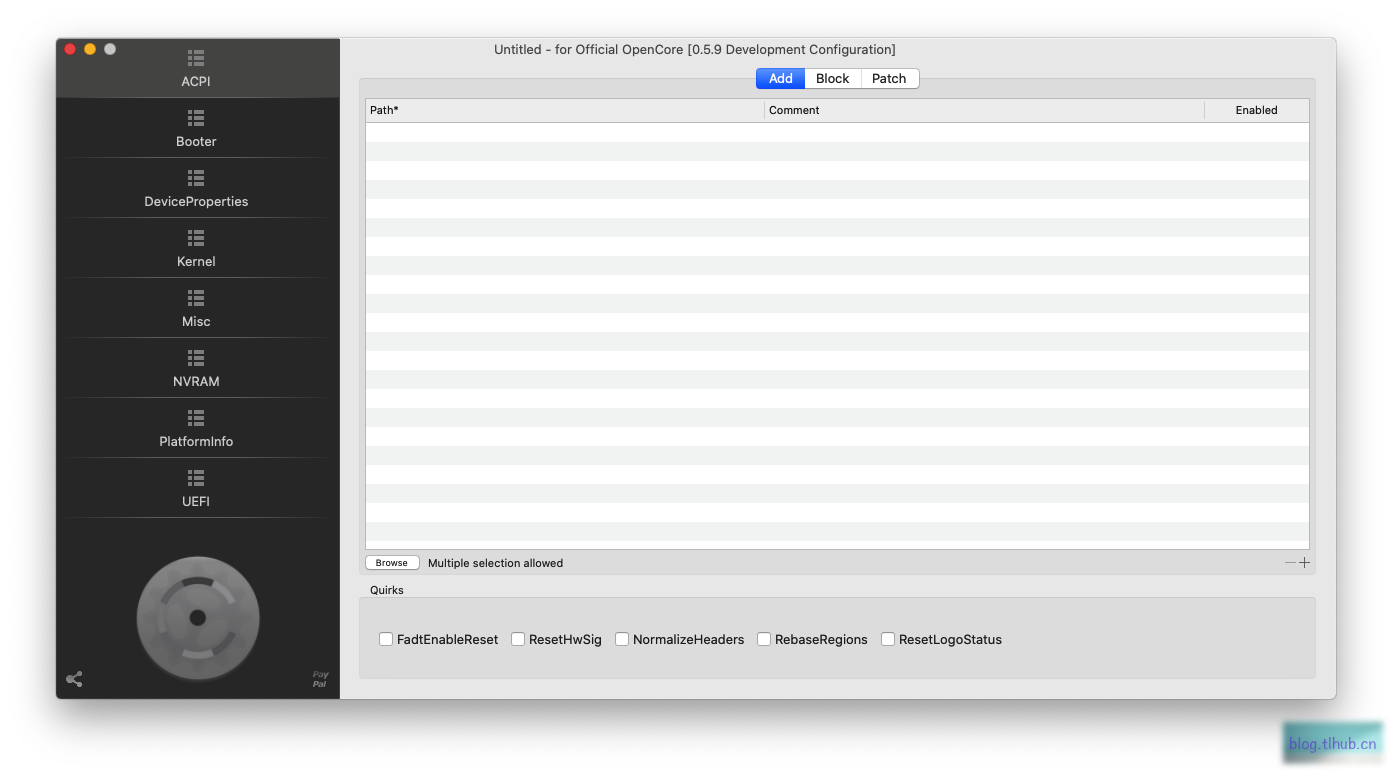 Untitled - for Official OpenCore [0.5.9 Development Configuration]
ACPI
Booter
DeviceProperties
Kernel
Misc
NVRAM
PlatformInfo
UEFI
Pay
Pal
Add Block Patch
Path* Comment Enabled
Browse Multiple selection allowed
Quirks
FadtEnableReset ResetHwSig NormalizeHeaders RebaseRegions ResetLogoStatus
blog.tlhub.cn